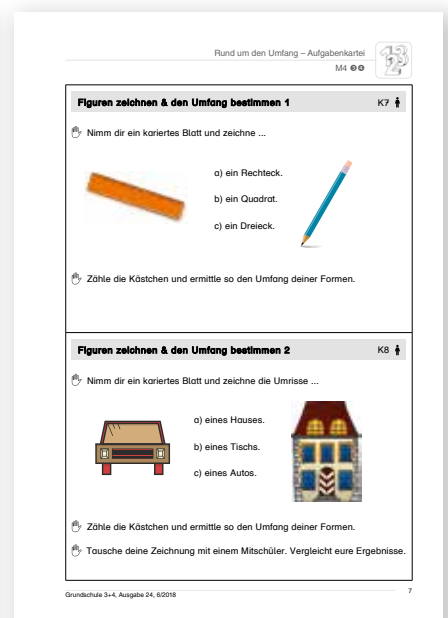 Rund um den Umfang – Aufgabenkartei
M4 ❸❹
Figuren zeichnen & den Umfang bestimmen 1 K7
Nimm dir ein kariertes Blatt und zeichne ...
a) ein Rechteck.
b) ein Quadrat.
c) ein Dreieck.
Zähle die Kästchen und ermittle so den Umfang deiner Formen.
Figuren zeichnen & den Umfang bestimmen 2 K8
Nimm dir ein kariertes Blatt und zeichne die Umrisse ...
a) eines Hauses.
b) eines Tischs.
c) eines Autos.
Zähle die Kästchen und ermittle so den Umfang deiner Formen.
Tausche deine Zeichnung mit einem Mitschüler. Vergleicht eure Ergebnisse.
Grundschule 3+4, Ausgabe 24, 6/2018 7